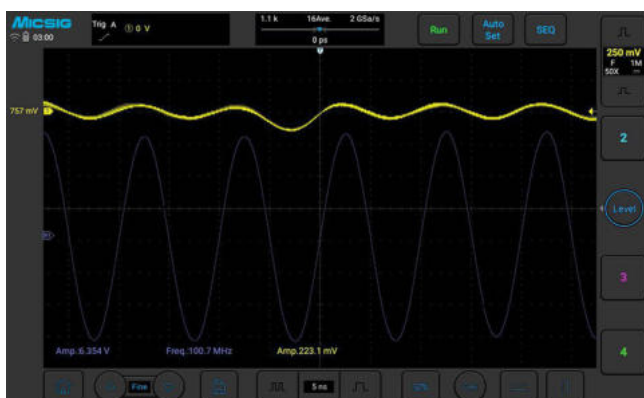 Micsig
03:00
Trig A ① 0 V
1.1 k 16Ave. 2 GSa/s
0 ps
Run
Auto
Set
SEQ
250 mV
F 1M
50X
757 mV
2
Level
3
4
Amp.:6.354 V Freq.:100.7 MHz Amp.:223.1 mV
Fine
5 ns